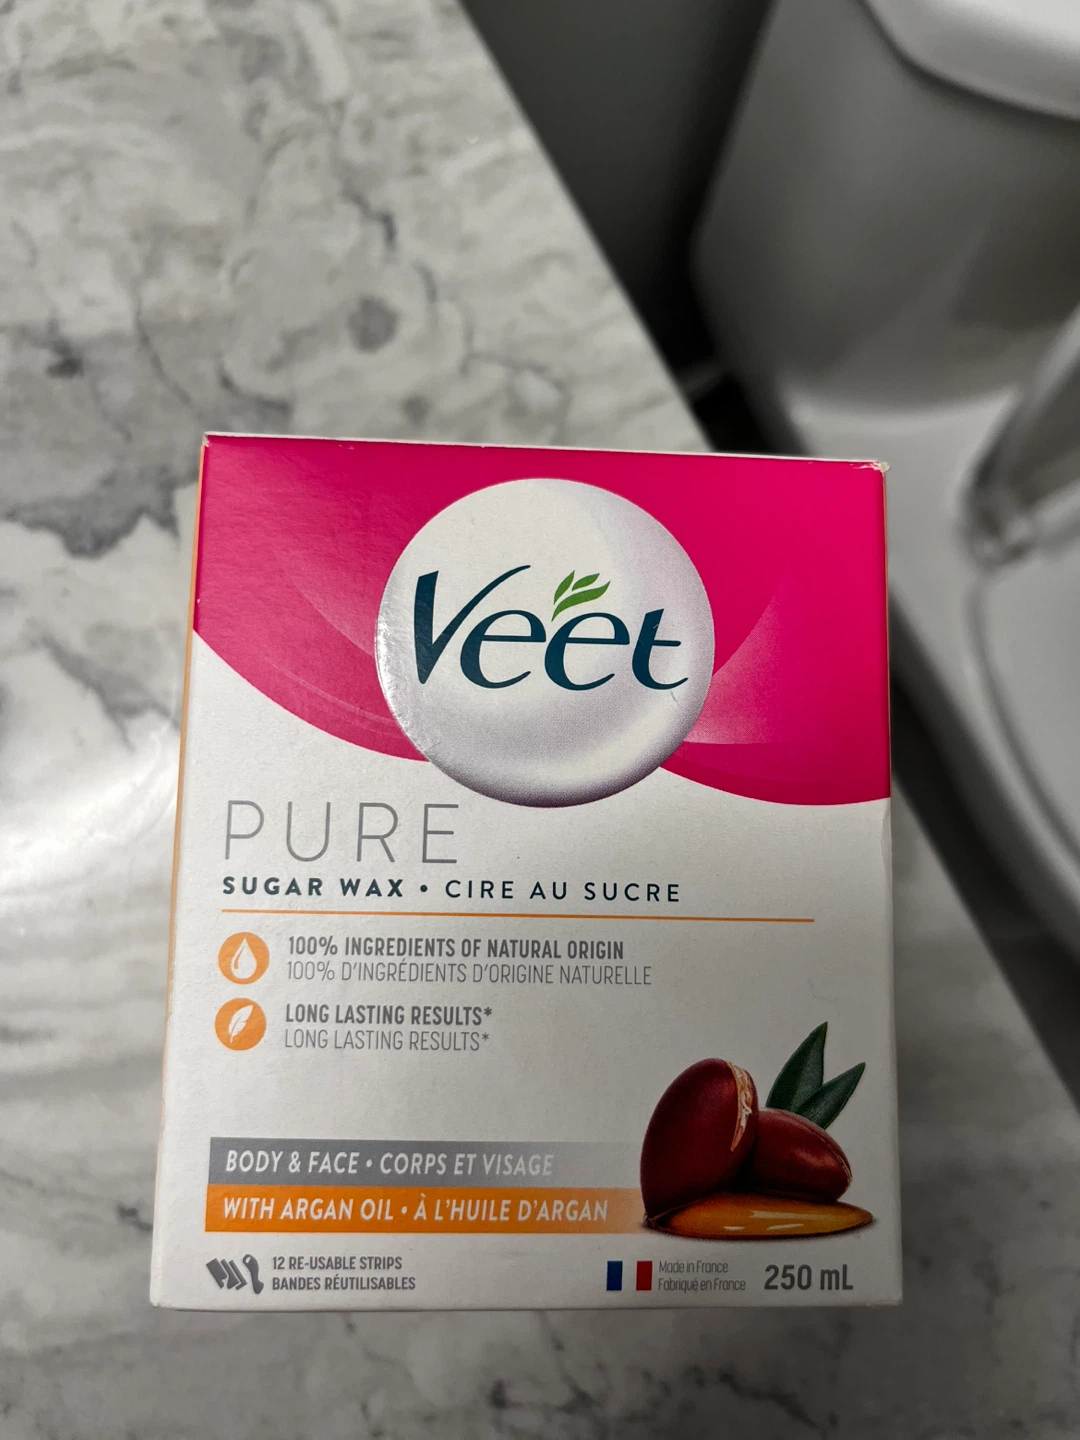 Veet
PURE
SUGAR WAX • CIRE AU SUCRE
100% INGREDIENTS OF NATURAL ORIGIN
100% D'INGRÉDIENTS D'ORIGINE NATURELLE
LONG LASTING RESULTS*
LONG LASTING RESULTS*
BODY & FACE • CORPS ET VISAGE
WITH ARGAN OIL • À L'HUILE D'ARGAN
12 RE-USABLE STRIPS
BANDES RÉUTILISABLES
Made in France
Fabriqué en France
250 mL